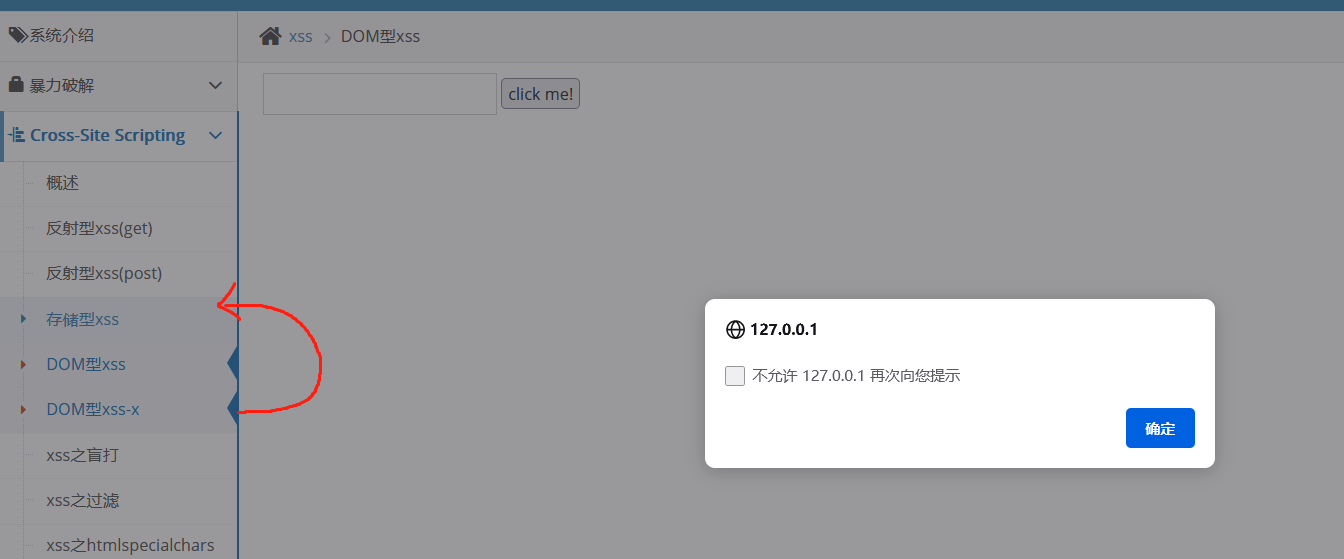 系统介绍
暴力破解
Cross-Site Scripting
概述
反射型xss(get)
反射型xss(post)
存储型xss
DOM型xss
DOM型xss-x
xss之盲打
xss之过滤
xss之htmlspecialchars
xss > DOM型xss
click me!
127.0.0.1
不允许 127.0.0.1 再次向您提示
确定